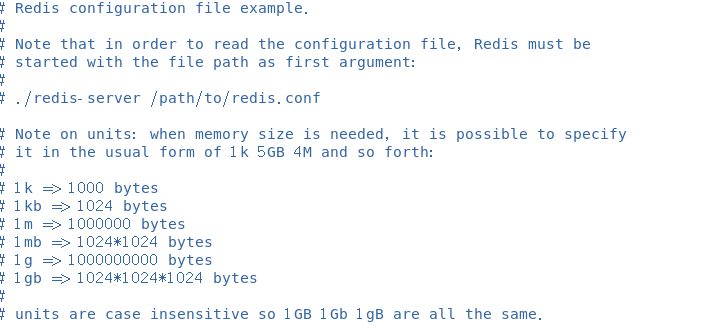 # Redis configuration file example.
#
# Note that in order to read the configuration file, Redis must be
# started with the file path as first argument:
#
# ./redis-server /path/to/redis.conf

# Note on units: when memory size is needed, it is possible to specify
# it in the usual form of 1k 5GB 4M and so forth:
#
# 1k => 1000 bytes
# 1kb => 1024 bytes
# 1m => 1000000 bytes
# 1mb => 1024*1024 bytes
# 1g => 1000000000 bytes
# 1gb => 1024*1024*1024 bytes
#
# units are case insensitive so 1GB 1Gb 1gB are all the same.